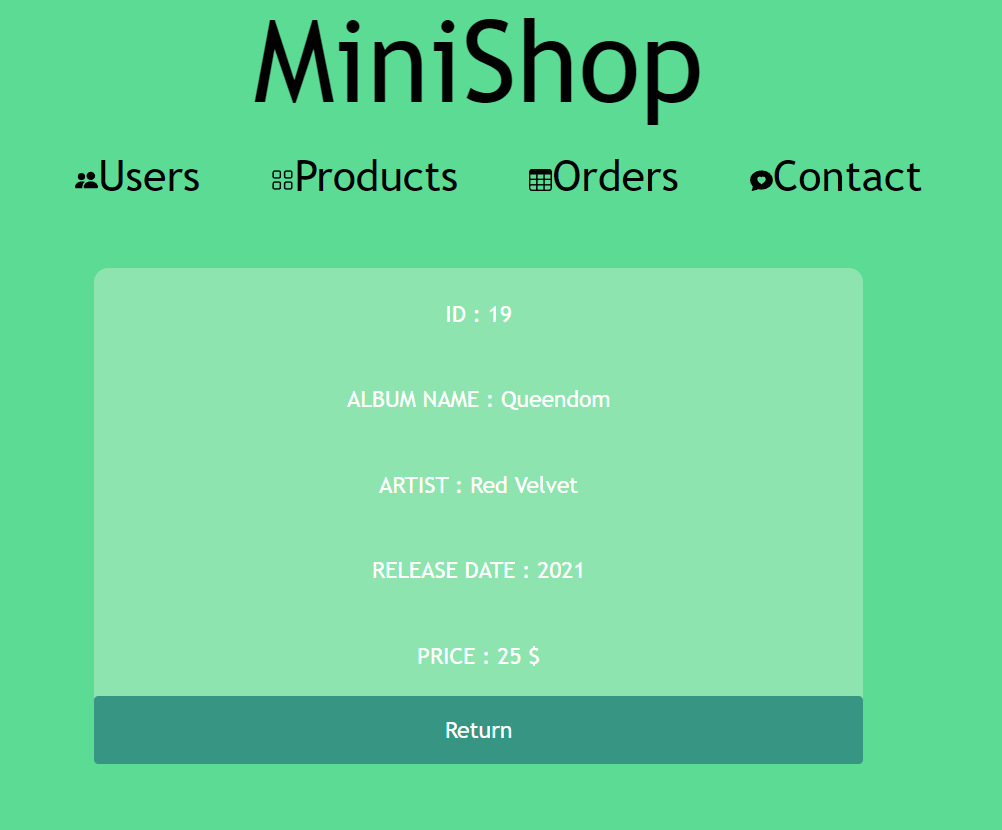 MiniShop
Users Products Orders Contact
ID : 19
ALBUM NAME : Queendom
ARTIST : Red Velvet
RELEASE DATE : 2021
PRICE : 25 $
Return